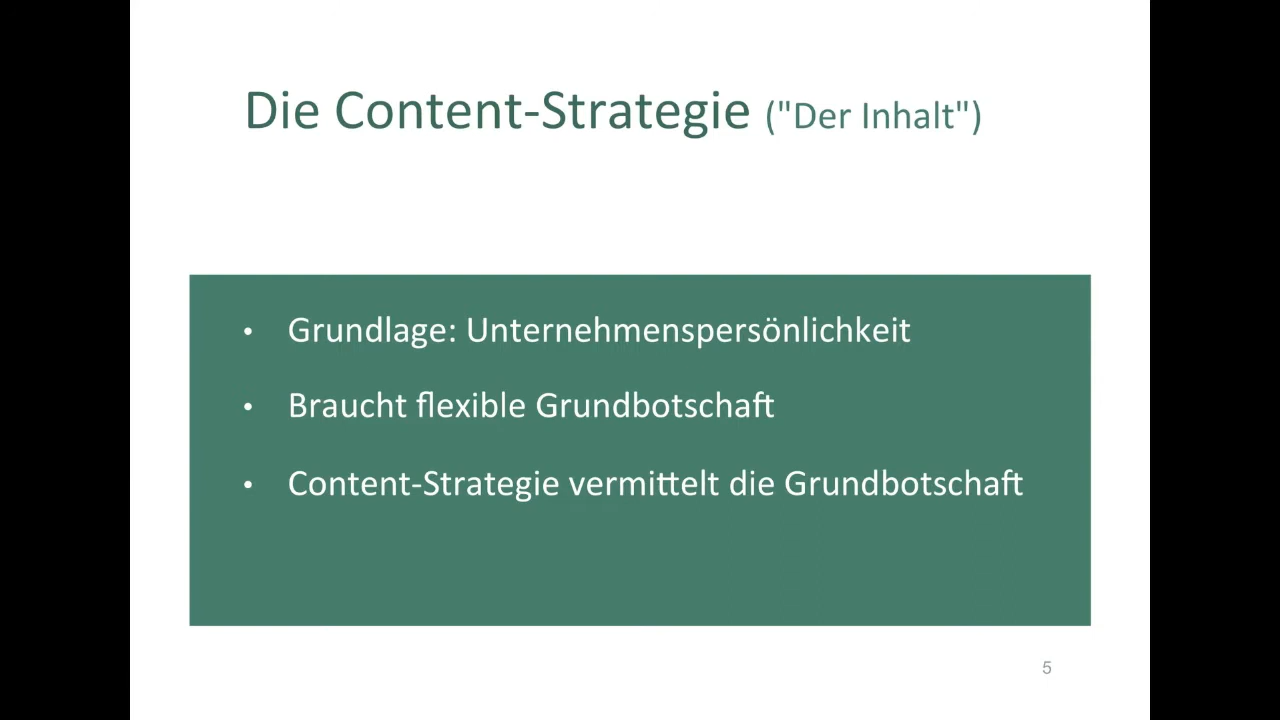 Die Content-Strategie ("Der Inhalt")
• Grundlage: Unternehmenspersönlichkeit
• Braucht flexible Grundbotschaft
• Content-Strategie vermittelt die Grundbotschaft
5